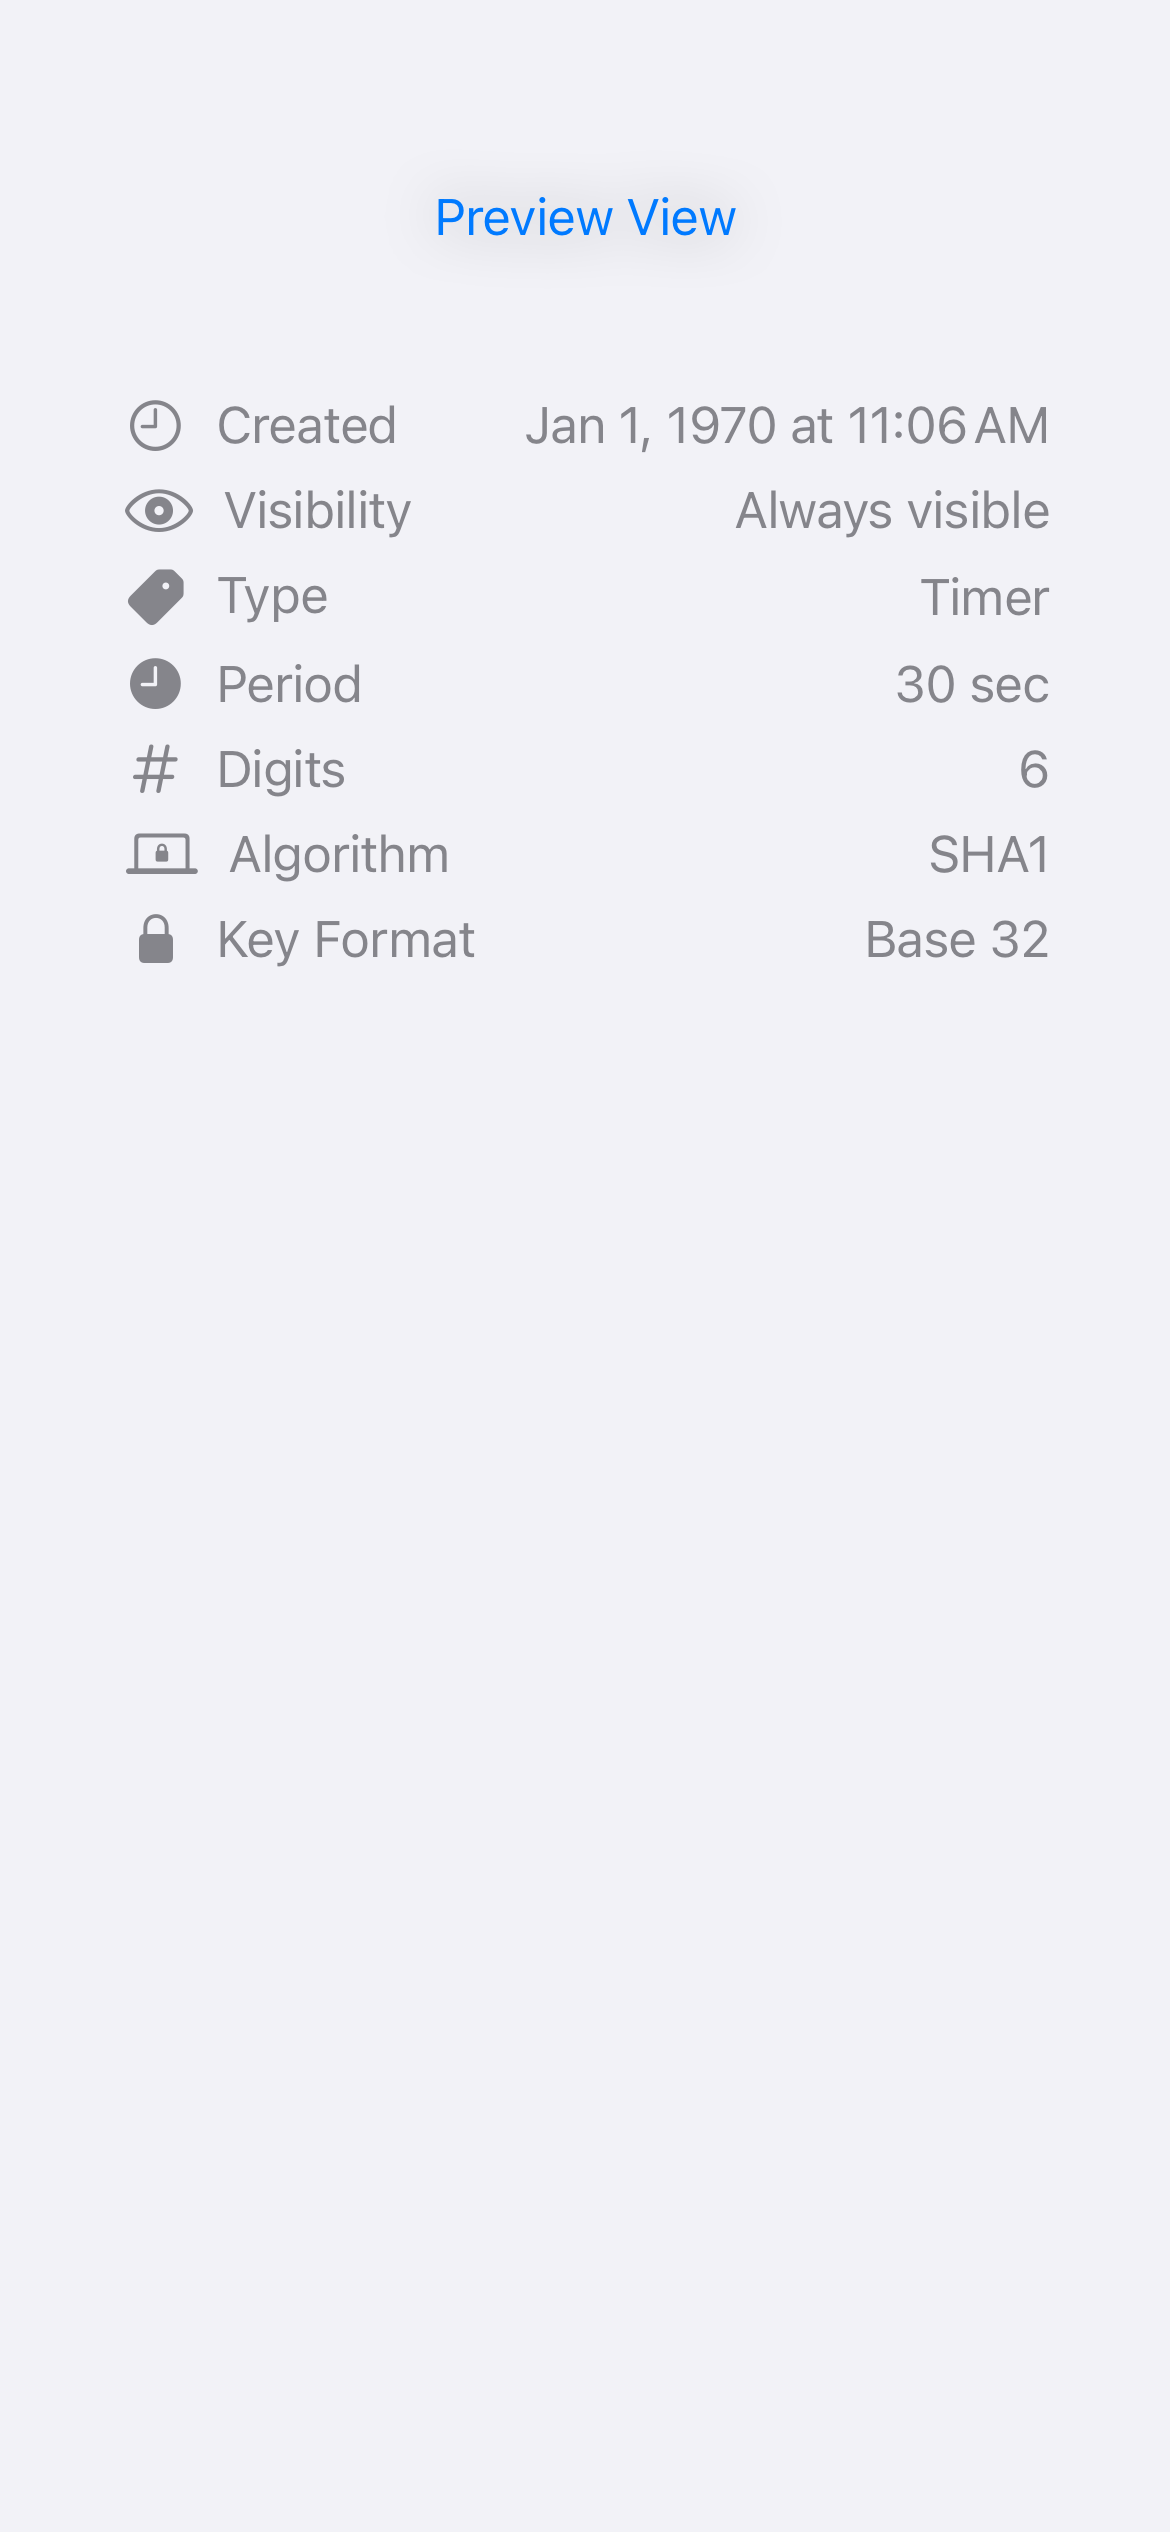 Preview View
Created Jan 1, 1970 at 11:06 AM
Visibility Always visible
Type Timer
Period 30 sec
Digits 6
Algorithm SHA1
Key Format Base 32